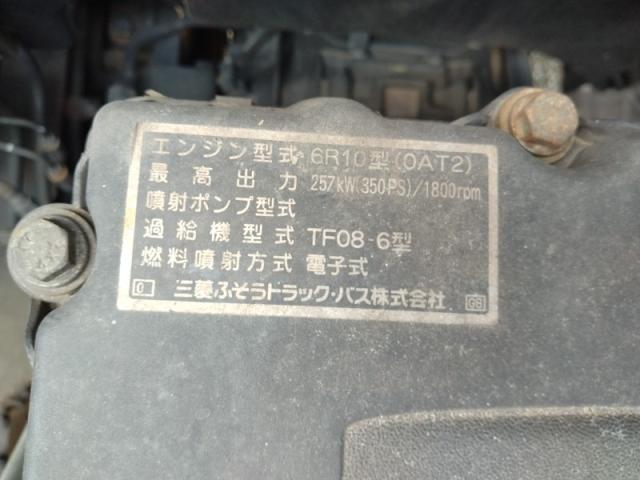 エンジン型式 6R10型(0AT2)
最高出力 257kW(350PS)/1800rpm
噴射ポンプ型式
過給機型式 TF08-6型
燃料噴射方式 電子式
三菱ふそうトラック・バス株式会社